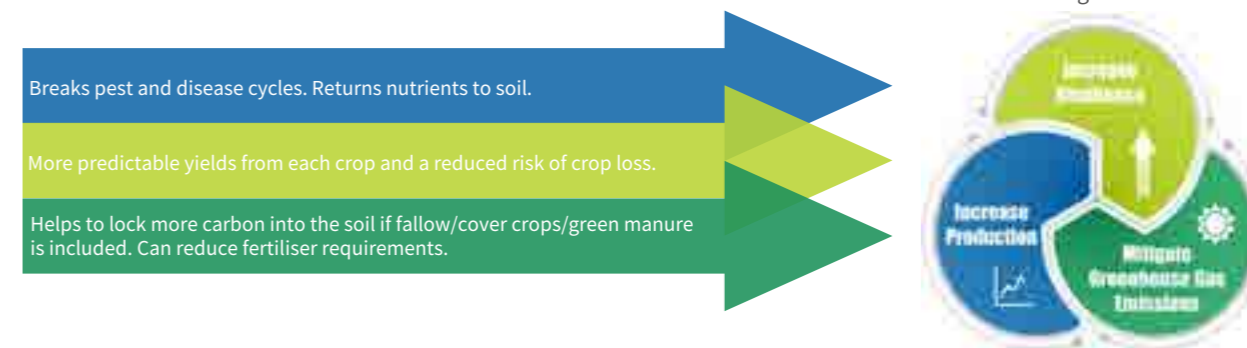 Breaks pest and disease cycles. Returns nutrients to soil.
More predictable yields from each crop and a reduced risk of crop loss.
Helps to lock more carbon into the soil if fallow/cover crops/green manure
is included. Can reduce fertiliser requirements.
Increase
Increase
Production
Mitigate
Greenhouse Gas
Emissions